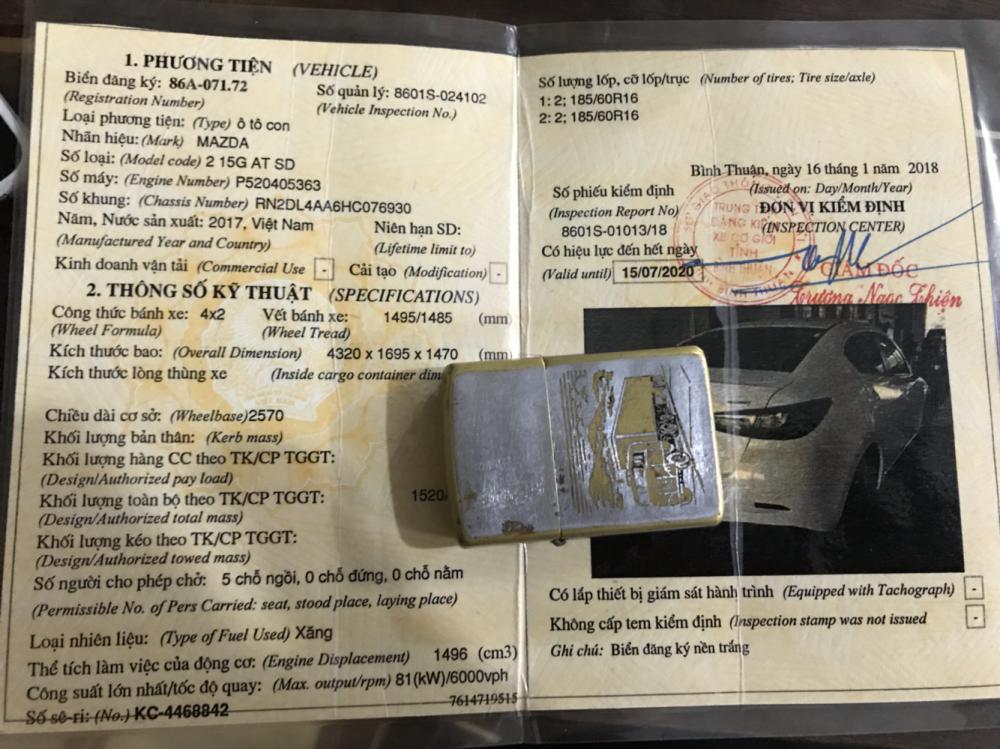 1. PHƯƠNG TIỆN (VEHICLE)
Biển đăng ký: 86A-071.72
(Registration Number)
Số quản lý: 8601S-024102
(Vehicle Inspection No.)
Loại phương tiện: (Type) ô tô con
Nhãn hiệu: (Mark) MAZDA
Số loại: (Model code) 2 15G AT SD
Số máy: (Engine Number) P520405363
Số khung: (Chassis Number) RN2DL4AA6HC076930
Năm, Nước sản xuất: 2017, Việt Nam
(Manufactured Year and Country)
Niên hạn SD:
(Lifetime limit to)
Kinh doanh vận tải (Commercial Use - Cải tạo (Modification) -
2. THÔNG SỐ KỸ THUẬT (SPECIFICATIONS)
Công thức bánh xe: 4x2 Vết bánh xe: 1495/1485 (mm)
(Wheel Formula) (Wheel Tread)
Kích thước bao: (Overall Dimension) 4320 x 1695 x 1470 (mm)
Kích thước lòng thùng xe (Inside cargo container dim
Chiều dài cơ sở: (Wheelbase)2570
Khối lượng bản thân: (Kerb mass)
Khối lượng hàng CC theo TK/CP TGGT:
(Design/Authorized pay load)
Khối lượng toàn bộ theo TK/CP TGGT: 1520/
(Design/Authorized total mass)
Khối lượng kéo theo TK/CP TGGT:
(Design/Authorized towed mass)
Số người cho phép chở: 5 chỗ ngồi, 0 chỗ đứng, 0 chỗ nằm
(Permissible No. of Pers Carried: seat, stood place, laying place)
Loại nhiên liệu: (Type of Fuel Used) Xăng
Thể tích làm việc của động cơ: (Engine Displacement) 1496 (cm3)
Công suất lớn nhất/tốc độ quay: (Max. output/rpm) 81(kW)/6000vph
7614719515
Số sê-ri: (No.) KC-4468842
Số lượng lốp, cỡ lốp/trục (Number of tires; Tire size/axle)
1: 2; 185/60R16
2: 2; 185/60R16
Bình Thuận, ngày 16 tháng 1 năm 2018
(Issued on: Day/Month/Year)
Số phiếu kiểm định
(Inspection Report No)
8601S-01013/18
ĐƠN VỊ KIỂM ĐỊNH
(INSPECTION CENTER)
Có hiệu lực đến hết ngày
(Valid until) 15/07/2020
TRUNG TÂM
ĐĂNG KIỂM
XE CƠ GIỚI
TỈNH
BÌNH THUẬN
GIÁM ĐỐC
Trương Ngọc Thiện
Có lắp thiết bị giám sát hành trình (Equipped with Tachograph) -
Không cấp tem kiểm định (Inspection stamp was not issued -
Ghi chú: Biển đăng ký nền trắng